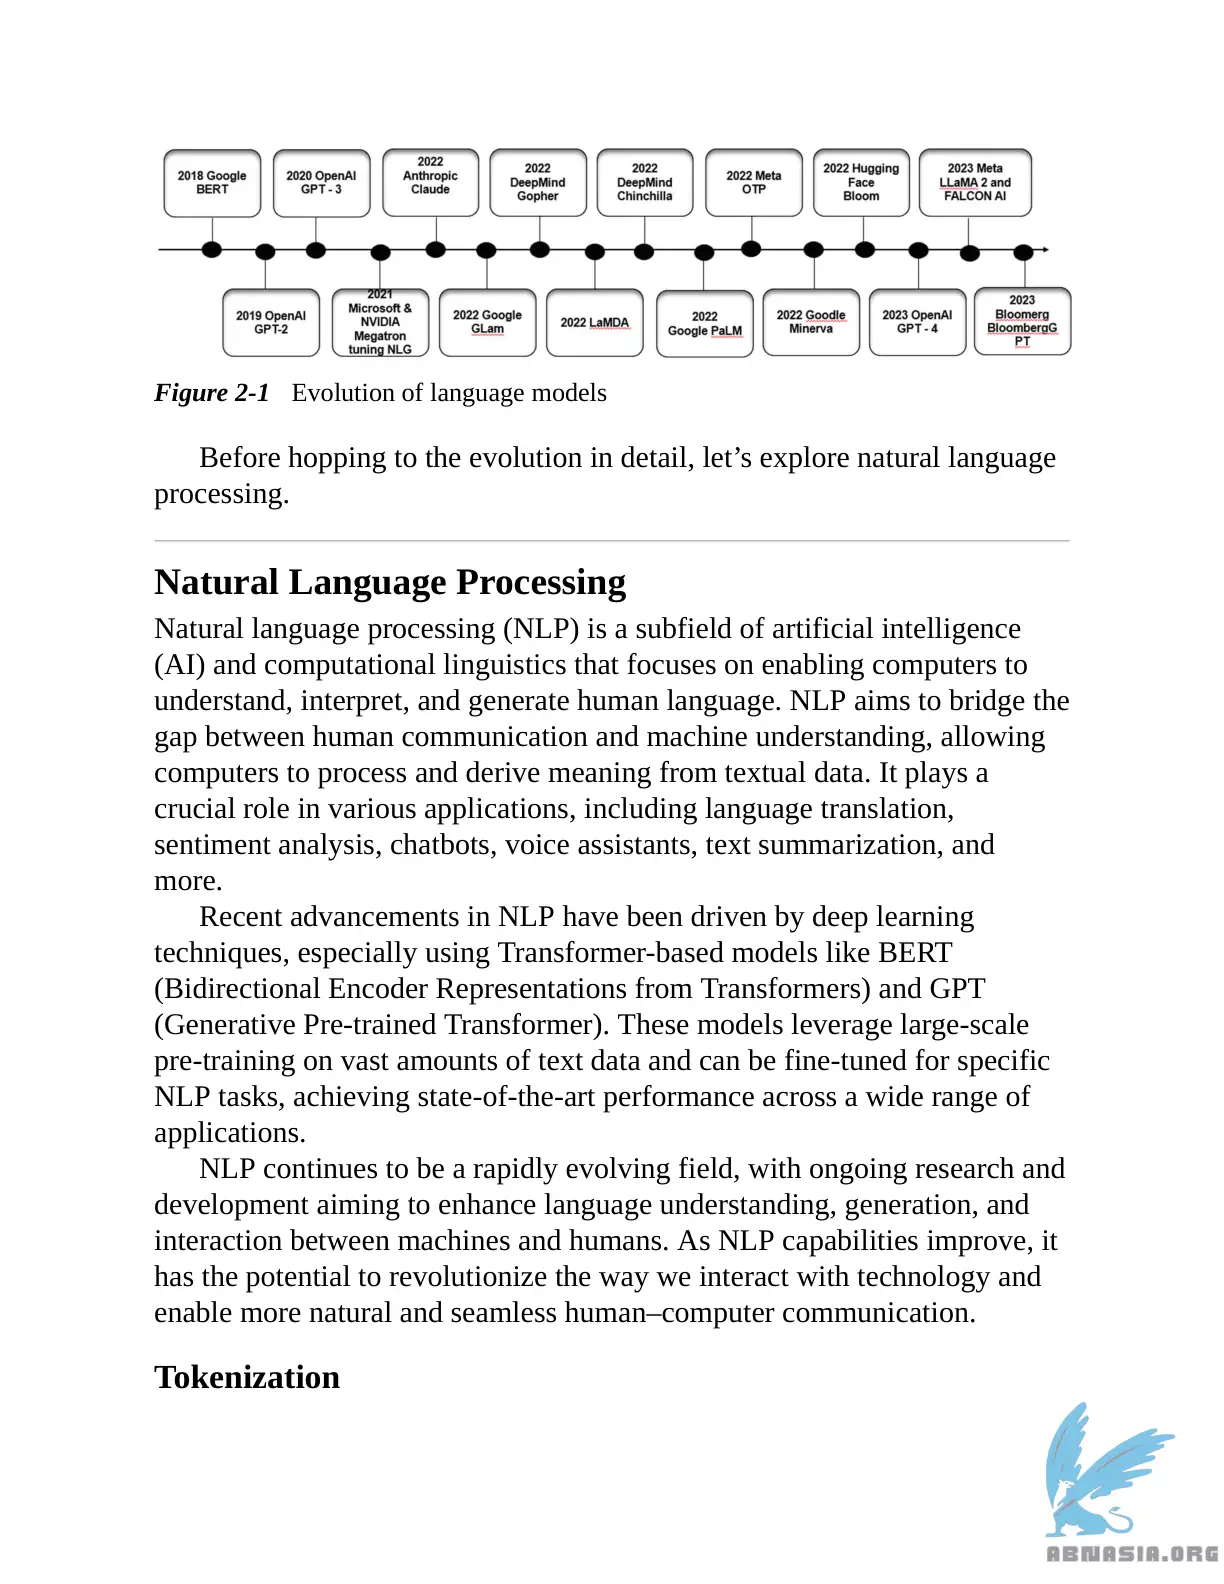 2018 Google
BERT
2020 OpenAI
GPT - 3
2022
Anthropic
Claude
2022
DeepMind
Gopher
2022
DeepMind
Chinchilla
2022 Meta
OTP
2022 Hugging
Face
Bloom
2023 Meta
LLaMA 2 and
FALCON AI
2019 OpenAI
GPT-2
2021
Microsoft &
NVIDIA
Megatron
tuning NLG
2022 Google
GLam
2022 LaMDA
2022
Google PaLM
2022 Goodle
Minerva
2023 OpenAI
GPT - 4
2023
Bloomerg
BloombergG
PT
Figure 2-1 Evolution of language models
Before hopping to the evolution in detail, let’s explore natural language
processing.
Natural Language Processing
Natural language processing (NLP) is a subfield of artificial intelligence
(AI) and computational linguistics that focuses on enabling computers to
understand, interpret, and generate human language. NLP aims to bridge the
gap between human communication and machine understanding, allowing
computers to process and derive meaning from textual data. It plays a
crucial role in various applications, including language translation,
sentiment analysis, chatbots, voice assistants, text summarization, and
more.
Recent advancements in NLP have been driven by deep learning
techniques, especially using Transformer-based models like BERT
(Bidirectional Encoder Representations from Transformers) and GPT
(Generative Pre-trained Transformer). These models leverage large-scale
pre-training on vast amounts of text data and can be fine-tuned for specific
NLP tasks, achieving state-of-the-art performance across a wide range of
applications.
NLP continues to be a rapidly evolving field, with ongoing research and
development aiming to enhance language understanding, generation, and
interaction between machines and humans. As NLP capabilities improve, it
has the potential to revolutionize the way we interact with technology and
enable more natural and seamless human–computer communication.
Tokenization
ABNASIA.ORG